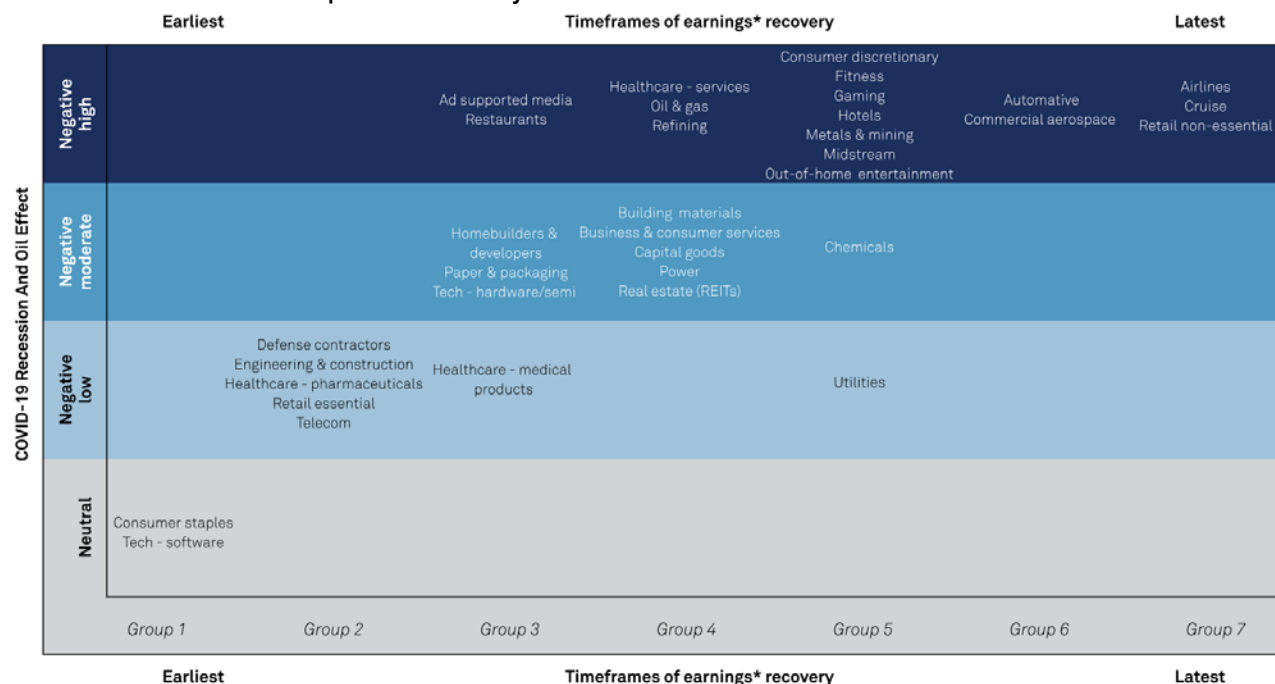 Earliest
Timeframes of earnings* recovery
Latest
COVID-19 Recession And Oil Effect
Negative
high
Ad supported media
Restaurants
Healthcare - services
Oil & gas
Refining
Consumer discretionary
Fitness
Gaming
Hotels
Metals & mining
Midstream
Out-of-home entertainment
Automative
Commercial aerospace
Airlines
Cruise
Retail non-essential
Negative
moderate
Homebuilders &
developers
Paper & packaging
Tech - hardware/semi
Building materials
Business & consumer services
Capital goods
Power
Real estate (REITs)
Chemicals
Negative
low
Defense contractors
Engineering & construction
Healthcare - pharmaceuticals
Retail essential
Telecom
Healthcare - medical
products
Utilities
Neutral
Consumer staples
Tech - software
Group 1
Group 2
Group 3
Group 4
Group 5
Group 6
Group 7
Earliest
Timeframes of earnings* recovery
Latest